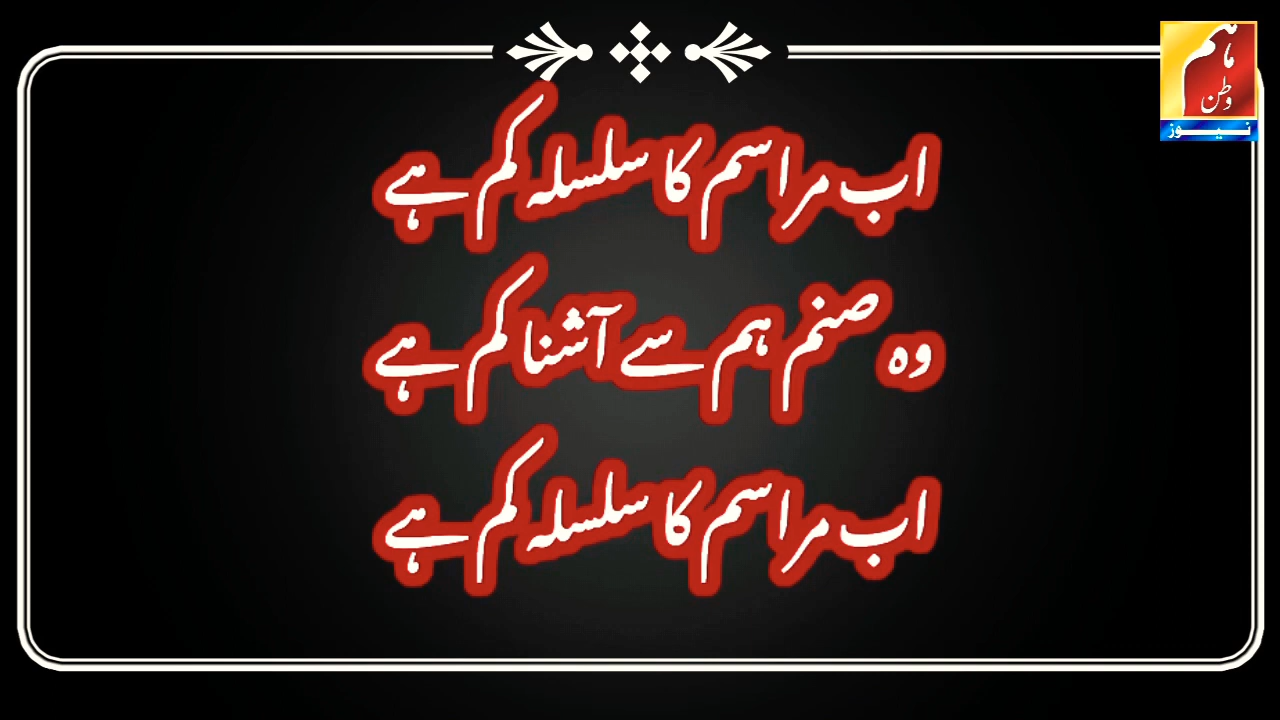 ہم
ہا
وطن
نیوز
اب مراسم کا سلسلہ کم ہے
وہ صنم ہم سے آشنا کم ہے
اب مراسم کا سلسلہ کم ہے